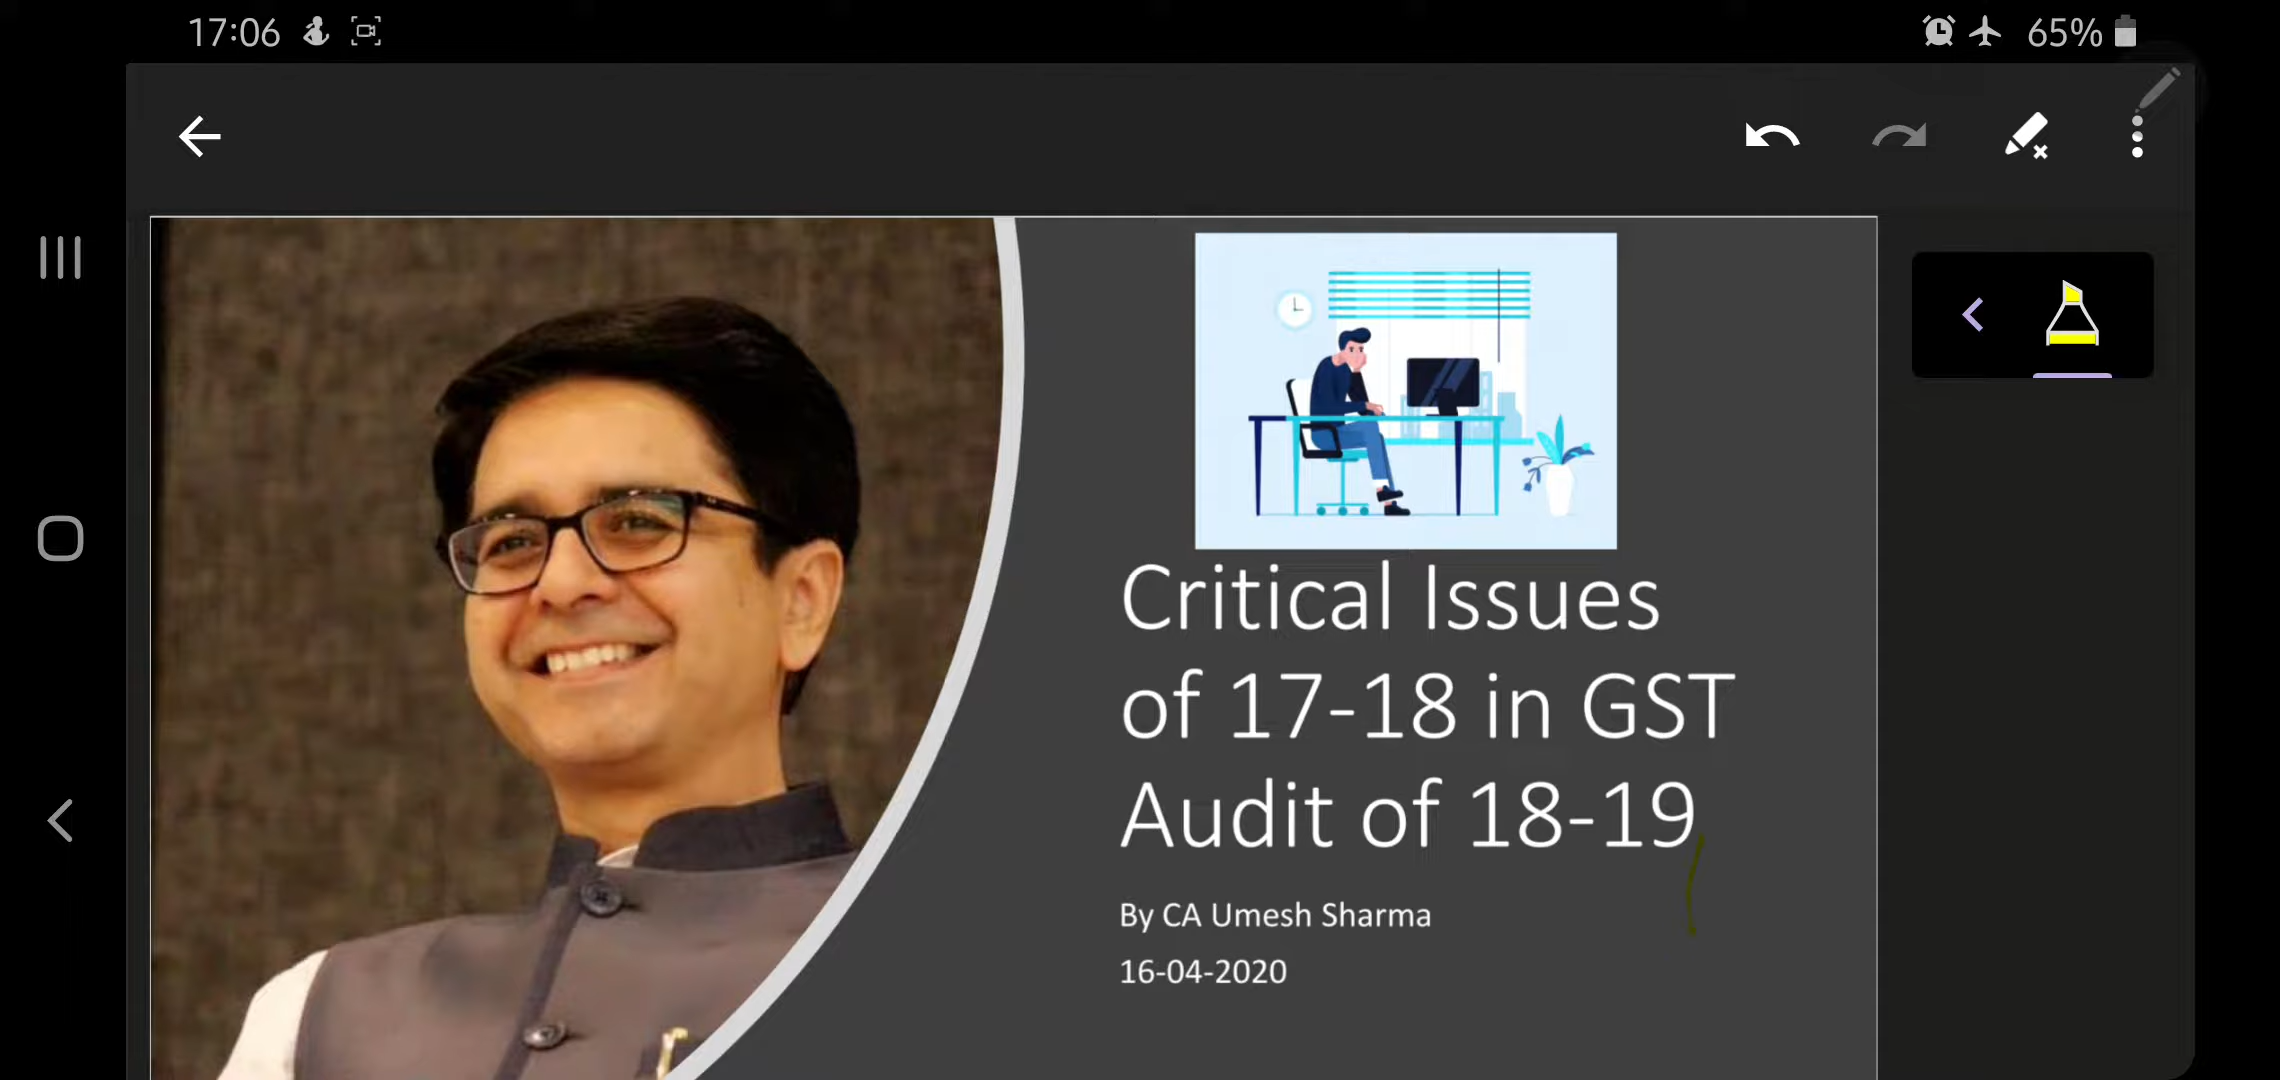 17:06
65%
Critical Issues
of 17-18 in GST
Audit of 18-19
By CA Umesh Sharma
16-04-2020